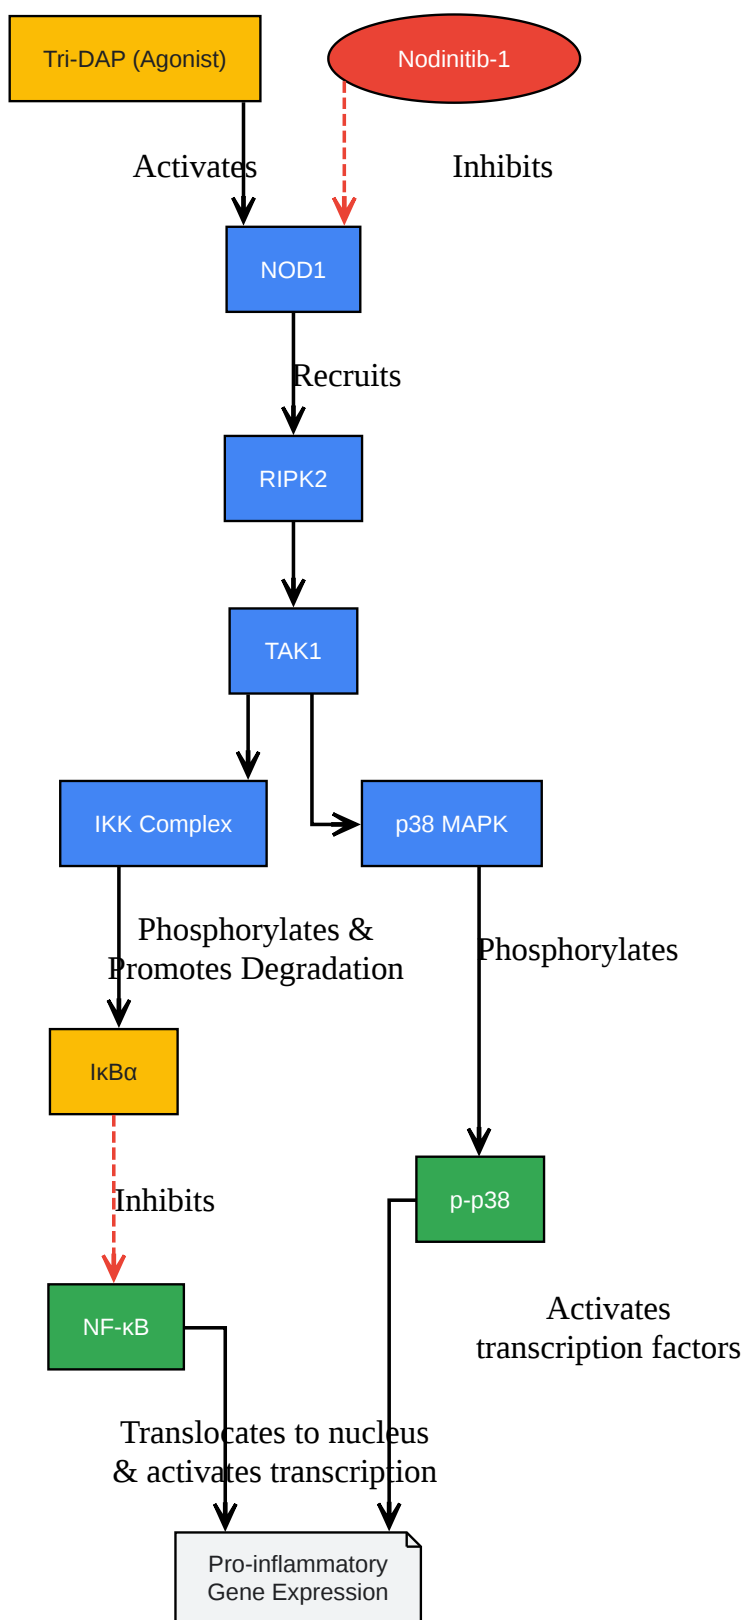 Tri-DAP (Agonist)
Nodinitib-1
Activates
Inhibits
NOD1
Recruits
RIPK2
TAK1
IKK Complex
p38 MAPK
Phosphorylates &
Promotes Degradation
Phosphorylates
IκBα
Inhibits
p-p38
NF-κB
Activates
transcription factors
Translocates to nucleus
& activates transcription
Pro-inflammatory
Gene Expression